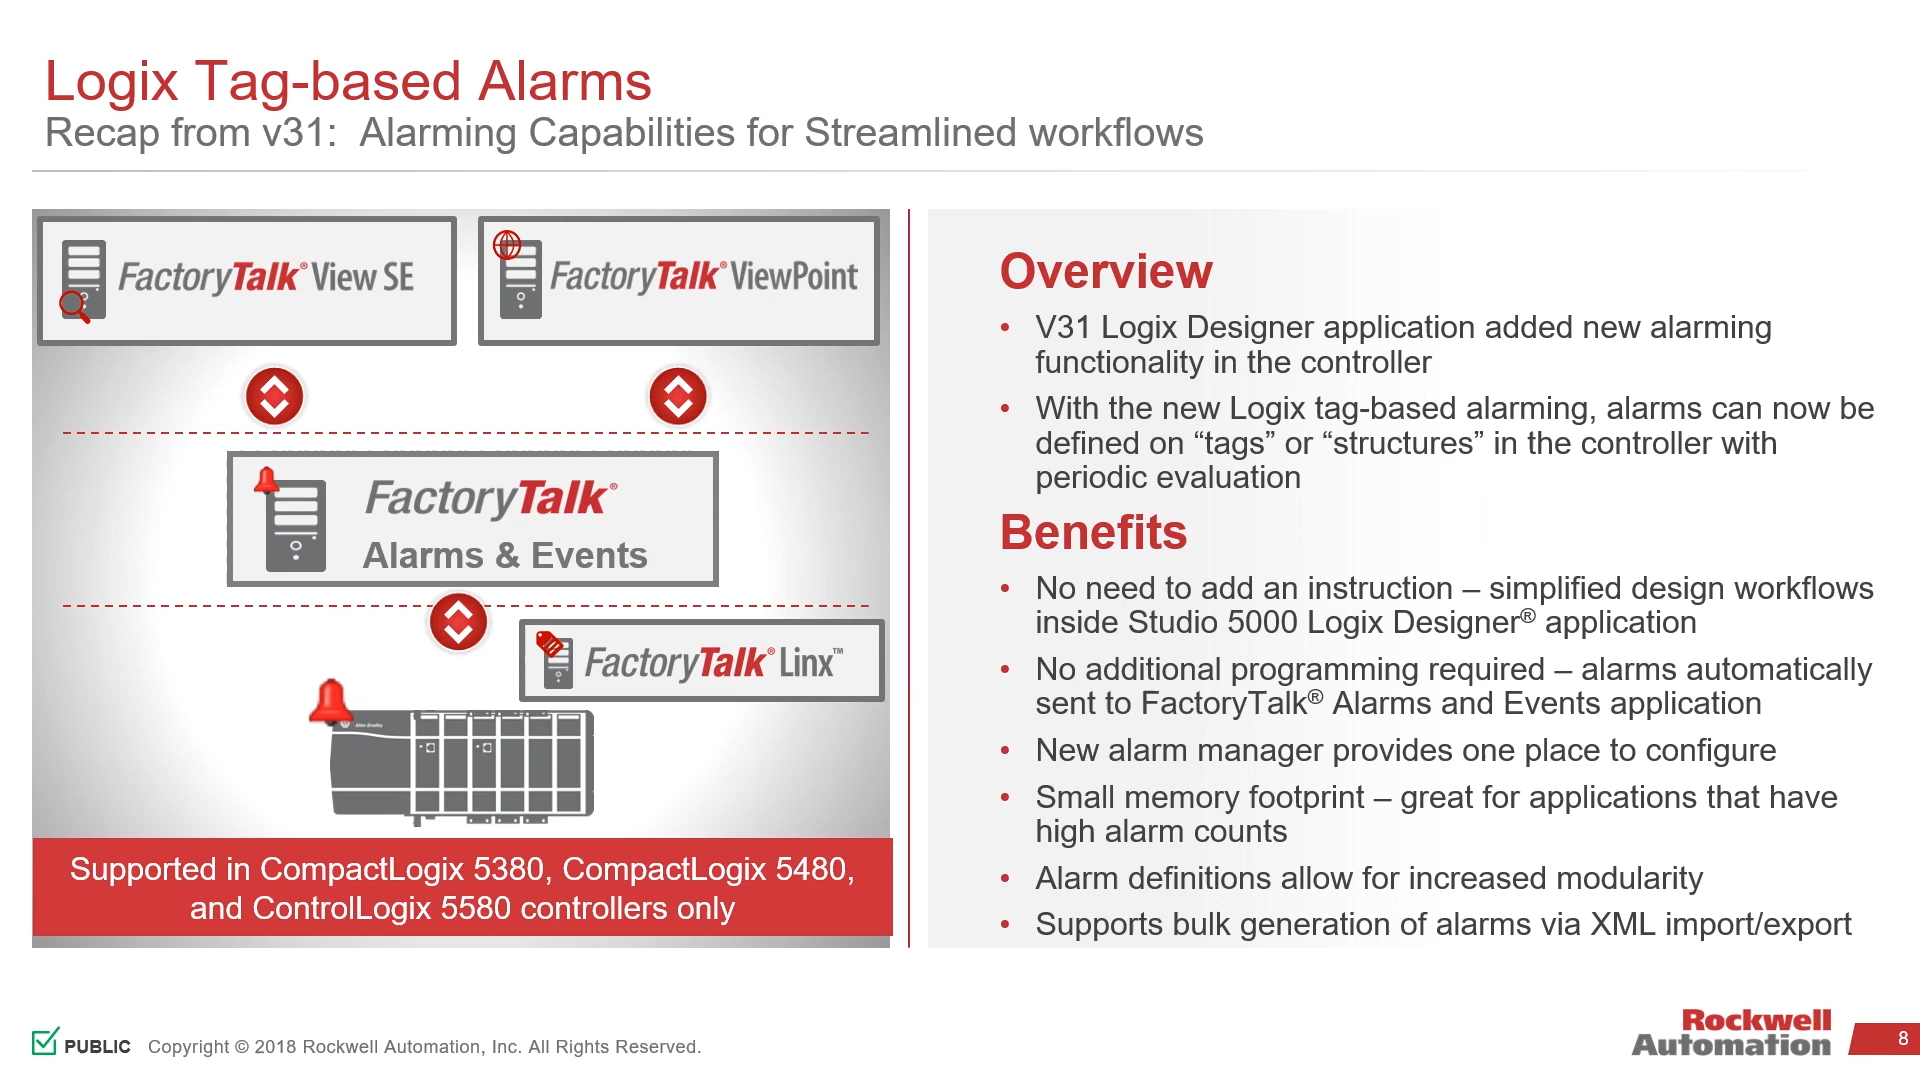 Logix Tag-based Alarms
Recap from v31:  Alarming Capabilities for Streamlined workflows
FactoryTalk® View SE
FactoryTalk® ViewPoint
FactoryTalk®
Alarms & Events
FactoryTalk® Linx™
Allen-Bradley
Supported in CompactLogix 5380, CompactLogix 5480,
and ControlLogix 5580 controllers only
Overview
• V31 Logix Designer application added new alarming
functionality in the controller
• With the new Logix tag-based alarming, alarms can now be
defined on “tags” or “structures” in the controller with
periodic evaluation
Benefits
• No need to add an instruction – simplified design workflows
inside Studio 5000 Logix Designer® application
• No additional programming required – alarms automatically
sent to FactoryTalk® Alarms and Events application
• New alarm manager provides one place to configure
• Small memory footprint – great for applications that have
high alarm counts
• Alarm definitions allow for increased modularity
• Supports bulk generation of alarms via XML import/export
PUBLIC Copyright © 2018 Rockwell Automation, Inc. All Rights Reserved.
Rockwell
Automation
8